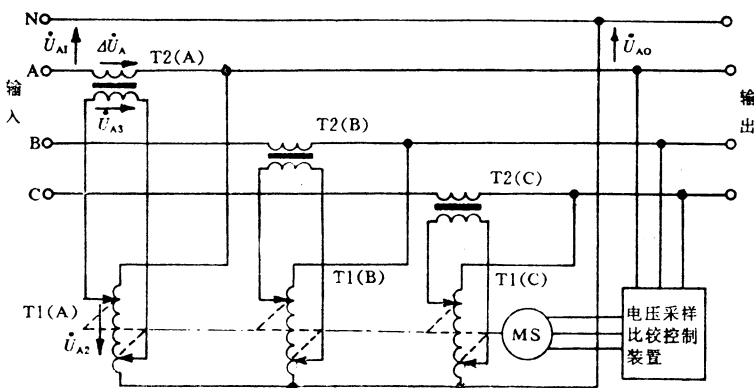 N
U̇AI
ΔU̇A
T2(A)
U̇AO
A
输入
U̇A3
T2(B)
输出
B
T2(C)
C
T1(B)
T1(C)
T1(A)
U̇A2
MS
电压采样
比较控制
装置